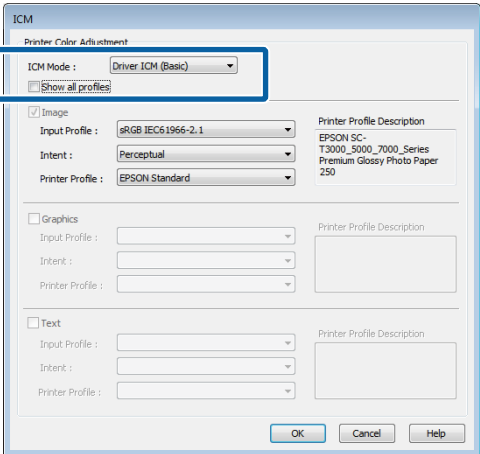 ICM
Printer Color Adjustment
ICM Mode : Driver ICM (Basic)
Show all profiles
Image
Input Profile : sRGB IEC61966-2.1
Intent : Perceptual
Printer Profile : EPSON Standard
Printer Profile Description
EPSON SC-
T3000_5000_7000_Series
Premium Glossy Photo Paper
250
Graphics
Input Profile :
Intent :
Printer Profile :
Printer Profile Description
Text
Input Profile :
Intent :
Printer Profile :
Printer Profile Description
OK Cancel Help